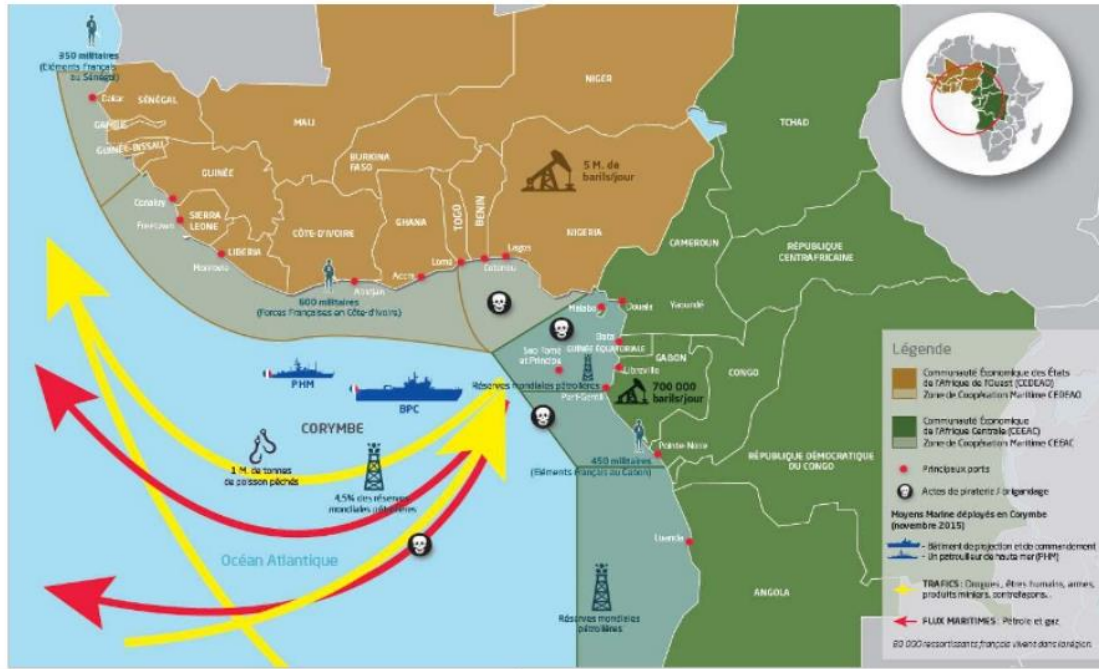 350 militaires
(Eléments Français
au Sénégal)
Dakar
SÉNÉGAL
GAMBIE
GUINÉE-BISSAU
GUINÉE
Conakry
SIERRA
LEONE
Freetown
LIBERIA
Monrovia
MALI
BURKINA
FASO
CÔTE-D'IVOIRE
GHANA
TOGO
BENIN
NIGER
NIGERIA
5 M. de
barils/jour
Abidjan
Accra
Lomé
Cotonou
Lagos
600 militaires
(Forces Françaises en Côte-d'Ivoire)
TCHAD
CAMEROUN
RÉPUBLIQUE
CENTRAFRICAINE
Malabo
Douala
Yaoundé
Bata
GUINÉE ÉQUATORIALE
Sao Tomé
et Principe
Libreville
GABON
CONGO
Réserves mondiales pétrolières
Port-Gentil
700 000
barils/jour
Pointe Noire
450 militaires
(Eléments Français au Gabon)
RÉPUBLIQUE DÉMOCRATIQUE
DU CONGO
Luanda
ANGOLA
Réserves mondiales
pétrolières
PHM
BPC
CORYMBE
1 M. de tonnes
de poisson pêchés
4,5% des réserves
mondiales pétrolières
Océan Atlantique
Légende
Communauté Économique des États
de l'Afrique de l'Ouest (CEDEAO)
Zone de Coopération Maritime CEDEAO
Communauté Économique
de l'Afrique Centrale (CEEAC)
Zone de Coopération Maritime CEEAC
Principaux ports
Actes de piraterie / brigandage
Moyens Marine déployés en Corymbe
(novembre 2015)
- Bâtiment de projection et de commandement
- Un patrouilleur de haute mer (PHM)
TRAFICS : Drogues, êtres humains, armes,
produits miniers, contrefaçons...
FLUX MARITIMES : Pétrole et gaz
80 000 ressortissants français vivens dans la région.